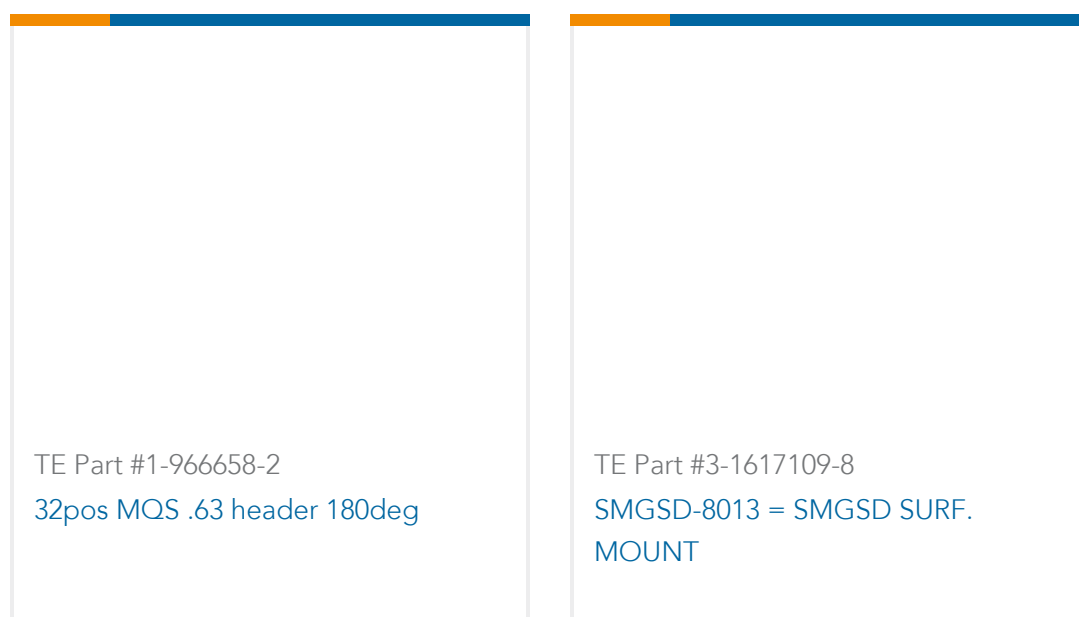 TE Part #1-966658-2
32pos MQS .63 header 180deg
TE Part #3-1617109-8
SMGSD-8013 = SMGSD SURF.
MOUNT